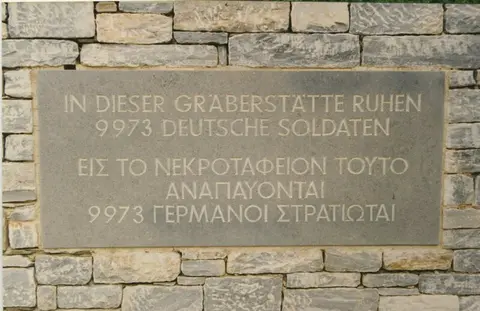 IN DIESER GRÄBERSTÄTTE RUHEN
9973 DEUTSCHE SOLDATEN
ΕΙΣ ΤΟ ΝΕΚΡΟΤΑΦΕΙΟΝ ΤΟΥΤΟ
ΑΝΑΠΑΥΟΝΤΑΙ
9973 ΓΕΡΜΑΝΟΙ ΣΤΡΑΤΙΩΤΑΙ